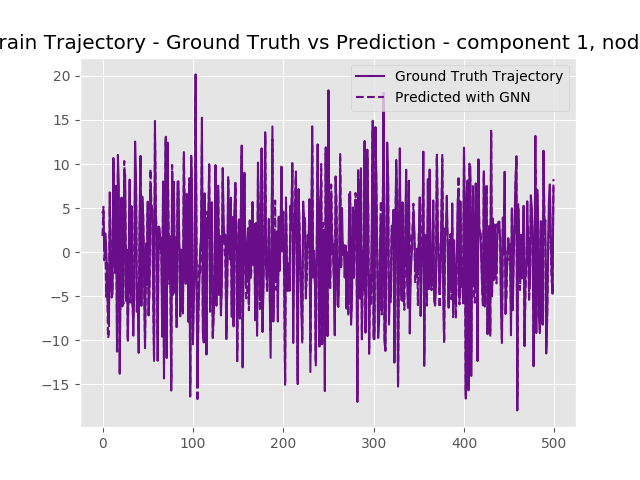 rain Trajectory - Ground Truth vs Prediction - component 1, nod
Ground Truth Trajectory
Predicted with GNN
20
15
10
5
0
−5
−10
−15
0 100 200 300 400 500